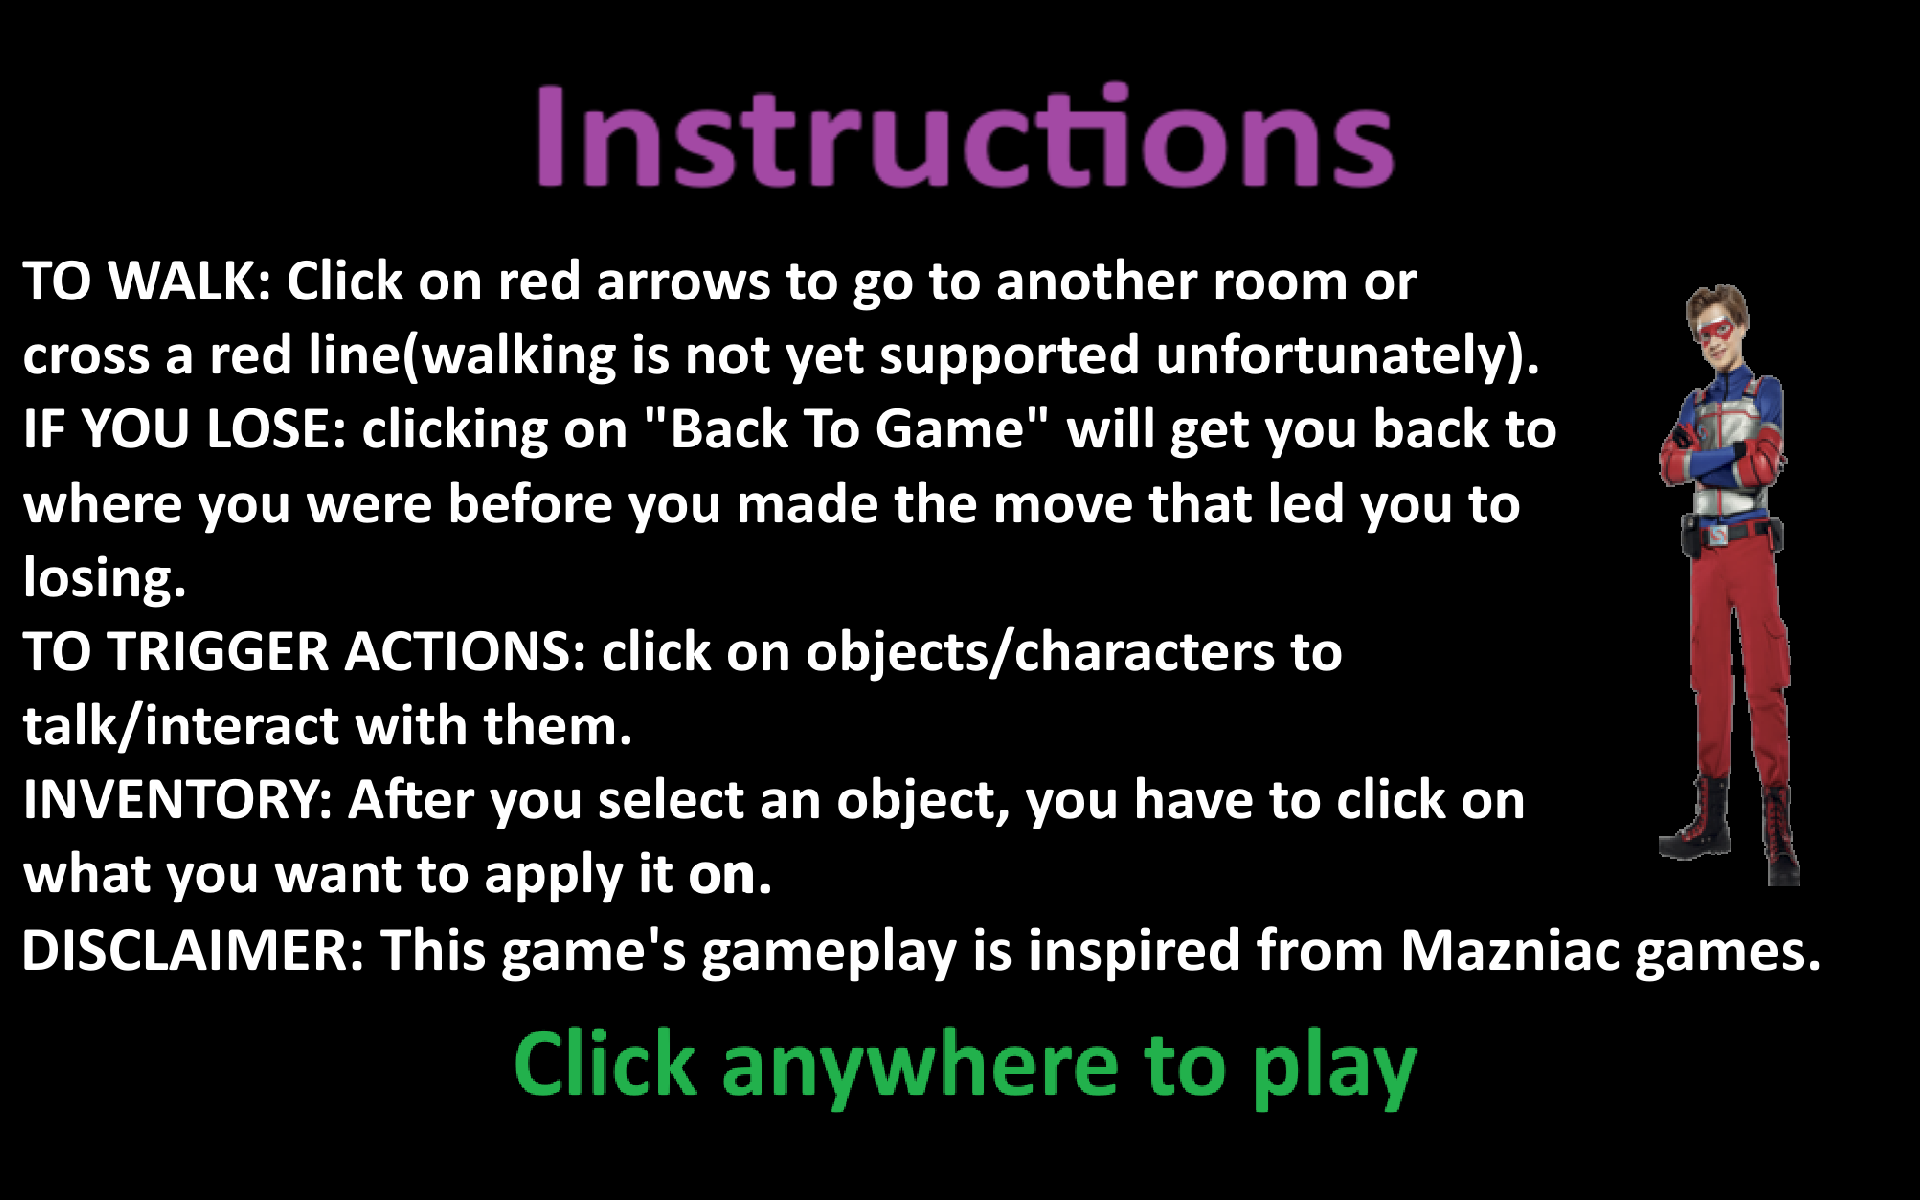 Instructions
TO WALK: Click on red arrows to go to another room or
cross a red line(walking is not yet supported unfortunately).
IF YOU LOSE: clicking on "Back To Game" will get you back to
where you were before you made the move that led you to
losing.
TO TRIGGER ACTIONS: click on objects/characters to
talk/interact with them.
INVENTORY: After you select an object, you have to click on
what you want to apply it on.
DISCLAIMER: This game's gameplay is inspired from Mazniac games.
Click anywhere to play